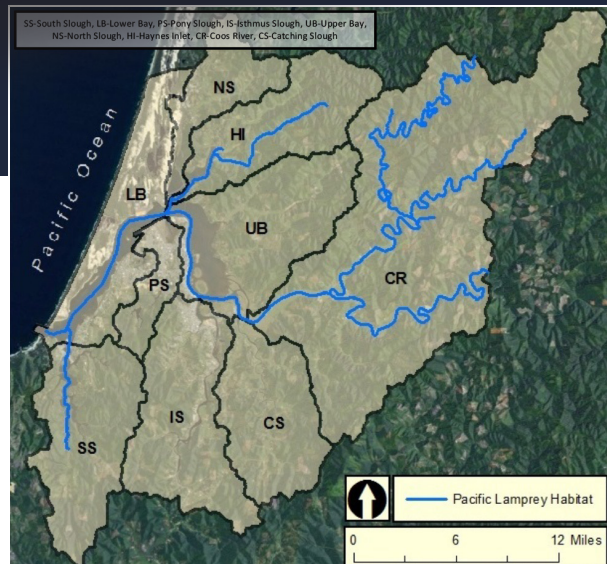 SS-South Slough, LB-Lower Bay, PS-Pony Slough, IS-Isthmus Slough, UB-Upper Bay,
NS-North Slough, HI-Haynes Inlet, CR-Coos River, CS-Catching Slough
NS
HI
LB
Pacific Ocean
UB
PS
CR
IS
CS
SS
Pacific Lamprey Habitat
0 6 12 Miles